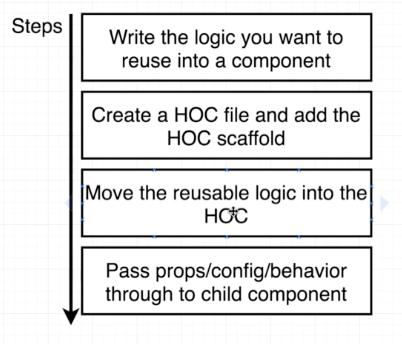 Steps
Write the logic you want to
reuse into a component
Create a HOC file and add the
HOC scaffold
Move the reusable logic into the
HOC
Pass props/config/behavior
through to child component